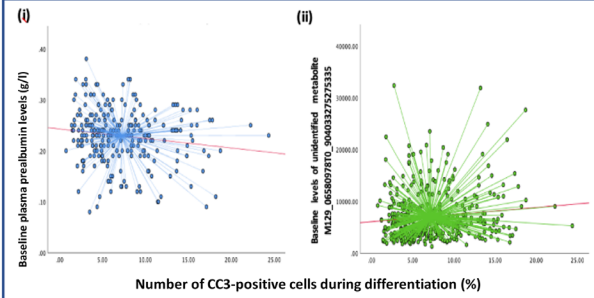 (i)
(ii)
Baseline plasma prealbumin levels (g/l)
.40
.30
.20
.10
.00
.00 5.00 10.00 15.00 20.00 25.00
Baseline levels of unidentified metabolite
M129_06580978T0_904033275275335
40000.00
30000.00
20000.00
10000.00
.00
.00 5.00 10.00 15.00 20.00 25.00
Number of CC3-positive cells during differentiation (%)